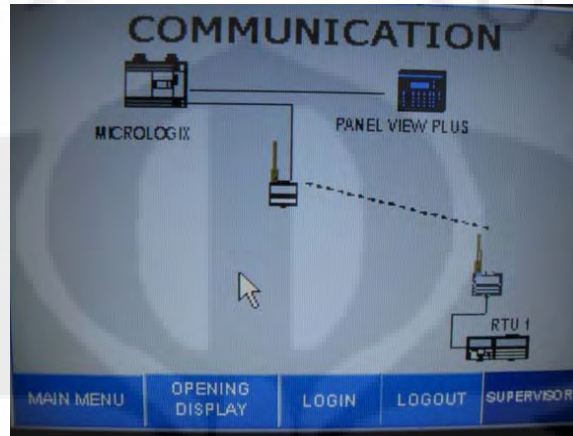 COMMUNICATION
MICROLOGIX
PANEL VIEW PLUS
RTU 1
MAIN MENU
OPENING
DISPLAY
LOGIN
LOGOUT
SUPERVISOR